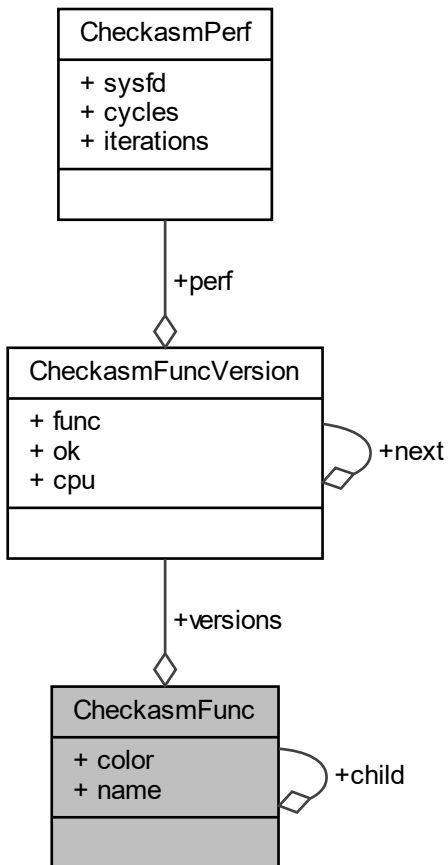 CheckasmPerf
+ sysfd
+ cycles
+ iterations
+perf
CheckasmFuncVersion
+ func
+ ok
+ cpu
+next
+versions
CheckasmFunc
+ color
+ name
+child